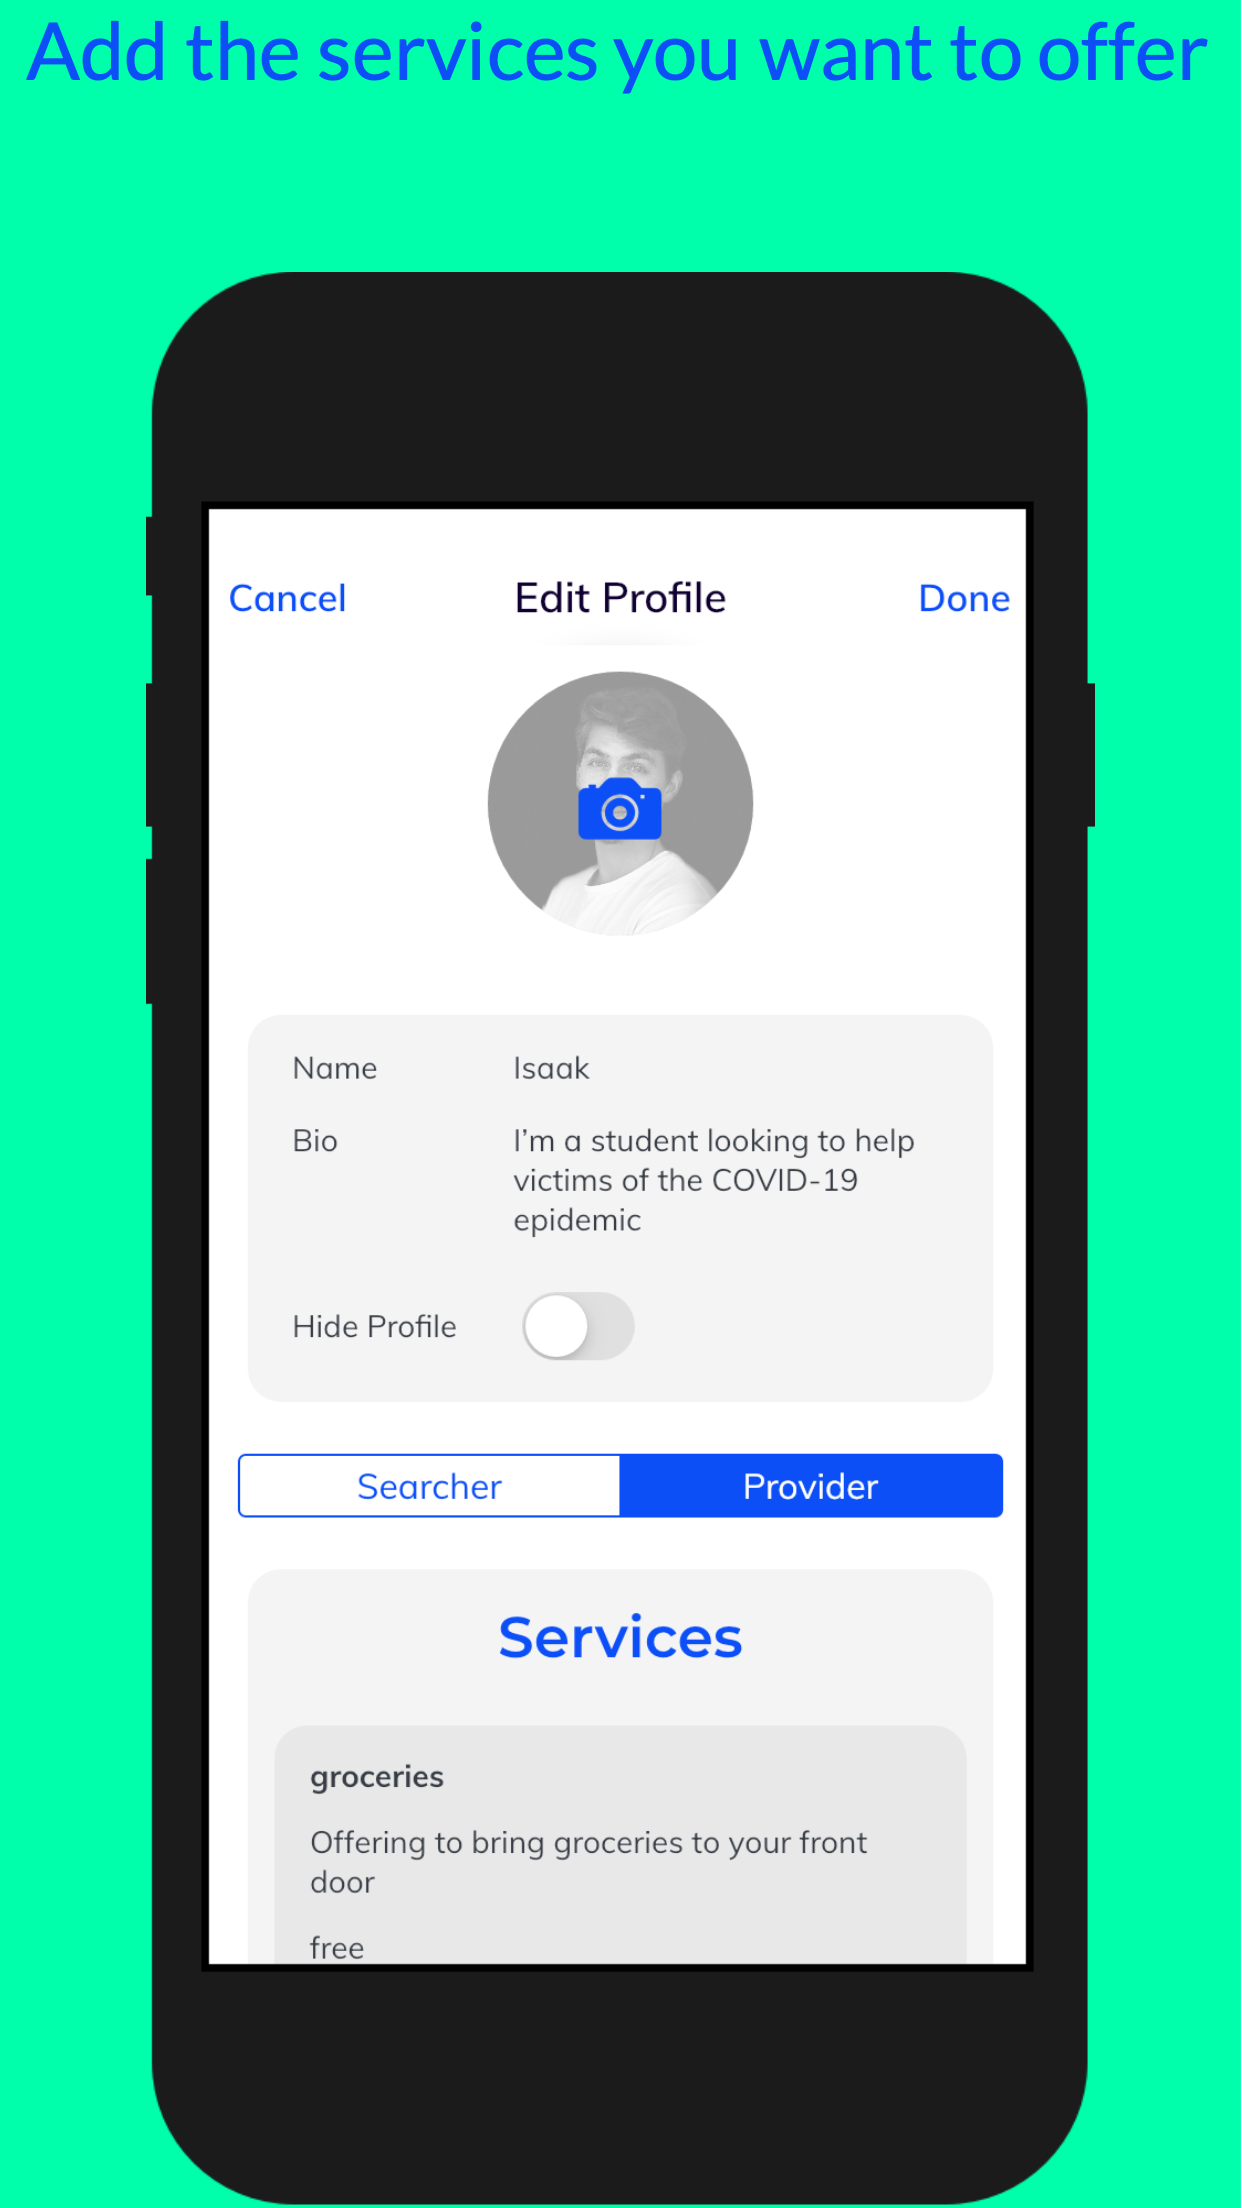 Add the services you want to offer
Cancel
Edit Profile
Done
Name
Isaak
Bio
I'm a student looking to help
victims of the COVID-19
epidemic
Hide Profile
Searcher
Provider
Services
groceries
Offering to bring groceries to your front
door
free